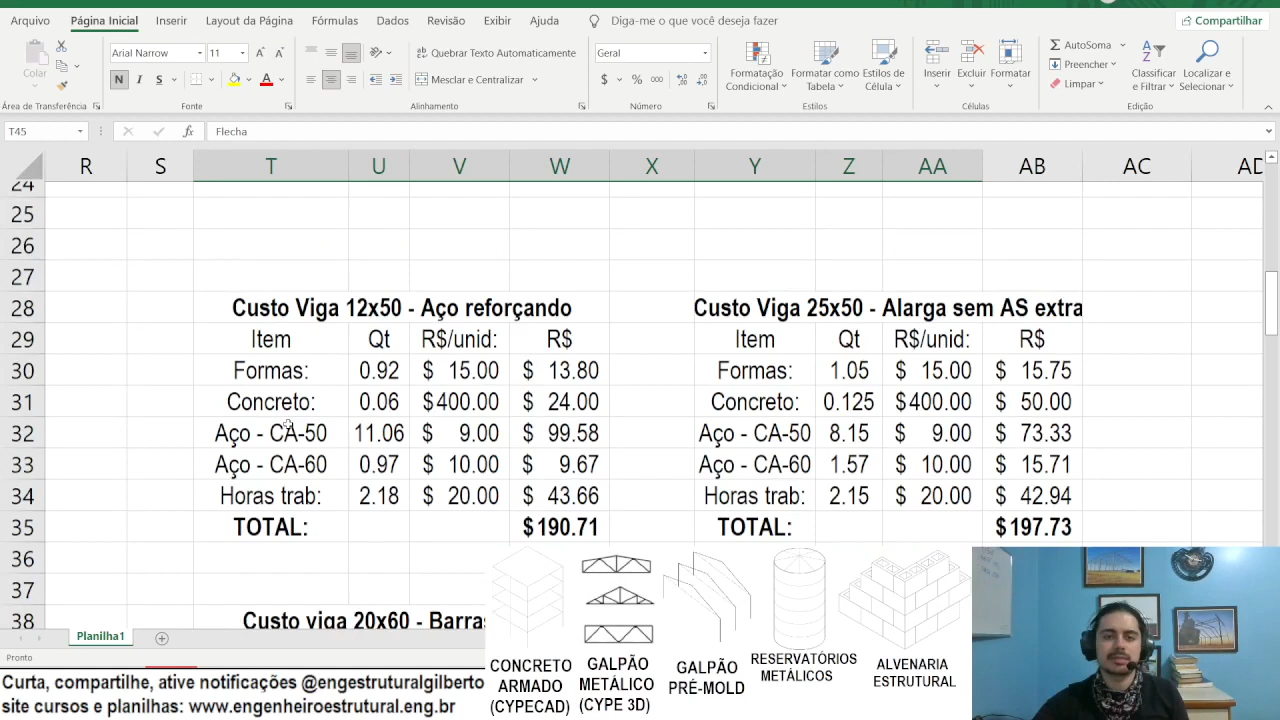 Arquivo Página Inicial Inserir Layout da Página Fórmulas Dados Revisão Exibir Ajuda Diga-me o que você deseja fazer Compartilhar
Colar
Arial Narrow 11
N I S
Quebrar Texto Automaticamente
Mesclar e Centralizar
Geral
$ % 000
Formatação Condicional
Formatar como Tabela
Estilos de Célula
Inserir Excluir Formatar
AutoSoma
Preencher
Limpar
Classificar e Filtrar
Localizar e Selecionar
Área de Transferência Fonte Alinhamento Número Estilos Células Edição
T45 fx Flecha
R S T U V W X Y Z AA AB AC AD
24
25
26
27
28 Custo Viga 12x50 - Aço reforçando Custo Viga 25x50 - Alarga sem AS extra
29 Item Qt R$/unid: R$ Item Qt R$/unid: R$
30 Formas: 0.92 $ 15.00 $ 13.80 Formas: 1.05 $ 15.00 $ 15.75
31 Concreto: 0.06 $400.00 $ 24.00 Concreto: 0.125 $400.00 $ 50.00
32 Aço - CA-50 11.06 $ 9.00 $ 99.58 Aço - CA-50 8.15 $ 9.00 $ 73.33
33 Aço - CA-60 0.97 $ 10.00 $ 9.67 Aço - CA-60 1.57 $ 10.00 $ 15.71
34 Horas trab: 2.18 $ 20.00 $ 43.66 Horas trab: 2.15 $ 20.00 $ 42.94
35 TOTAL: $190.71 TOTAL: $197.73
36
37
38 Custo viga 20x60 - Barras
Planilha1
Pronto
CONCRETO ARMADO (CYPECAD)
GALPÃO METÁLICO (CYPE 3D)
GALPÃO PRÉ-MOLD
RESERVATÓRIOS METÁLICOS
ALVENARIA ESTRUTURAL
Curta, compartilhe, ative notificações @engestruturalgilberto
site cursos e planilhas: www.engenheiroestrutural.eng.br